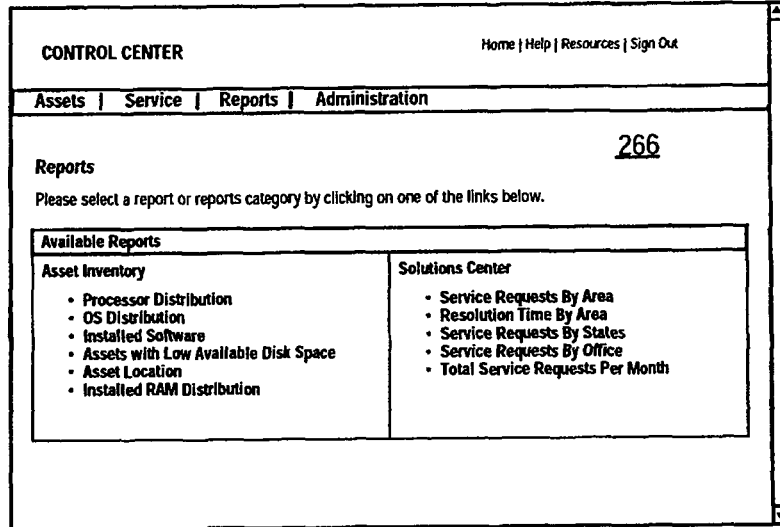 CONTROL CENTER
Home | Help | Resources | Sign Out
Assets | Service | Reports | Administration
266
Reports
Please select a report or reports category by clicking on one of the links below.
Available Reports
Asset Inventory
• Processor Distribution
• OS Distribution
• Installed Software
• Assets with Low Available Disk Space
• Asset Location
• Installed RAM Distribution
Solutions Center
• Service Requests By Area
• Resolution Time By Area
• Service Requests By States
• Service Requests By Office
• Total Service Requests Per Month